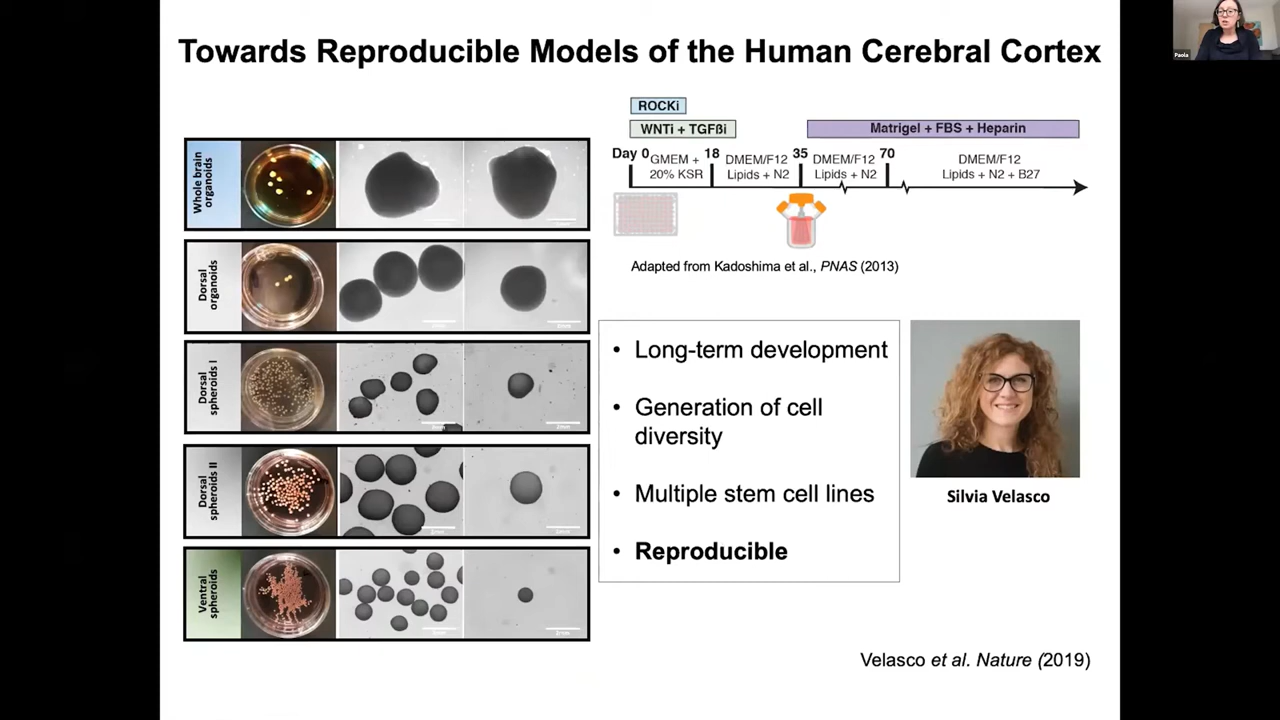 Towards Reproducible Models of the Human Cerebral Cortex
Paola
Whole brain
organoids
Dorsal
organoids
Dorsal
spheroids I
Dorsal
spheroids II
Ventral
spheroids
ROCKi
WNTi + TGFßi
Matrigel + FBS + Heparin
Day 0 18 35 70
GMEM +
20% KSR
DMEM/F12
Lipids + N2
DMEM/F12
Lipids + N2
DMEM/F12
Lipids + N2 + B27
Adapted from Kadoshima et al., PNAS (2013)
• Long-term development
• Generation of cell
diversity
• Multiple stem cell lines
• Reproducible
Silvia Velasco
Velasco et al. Nature (2019)